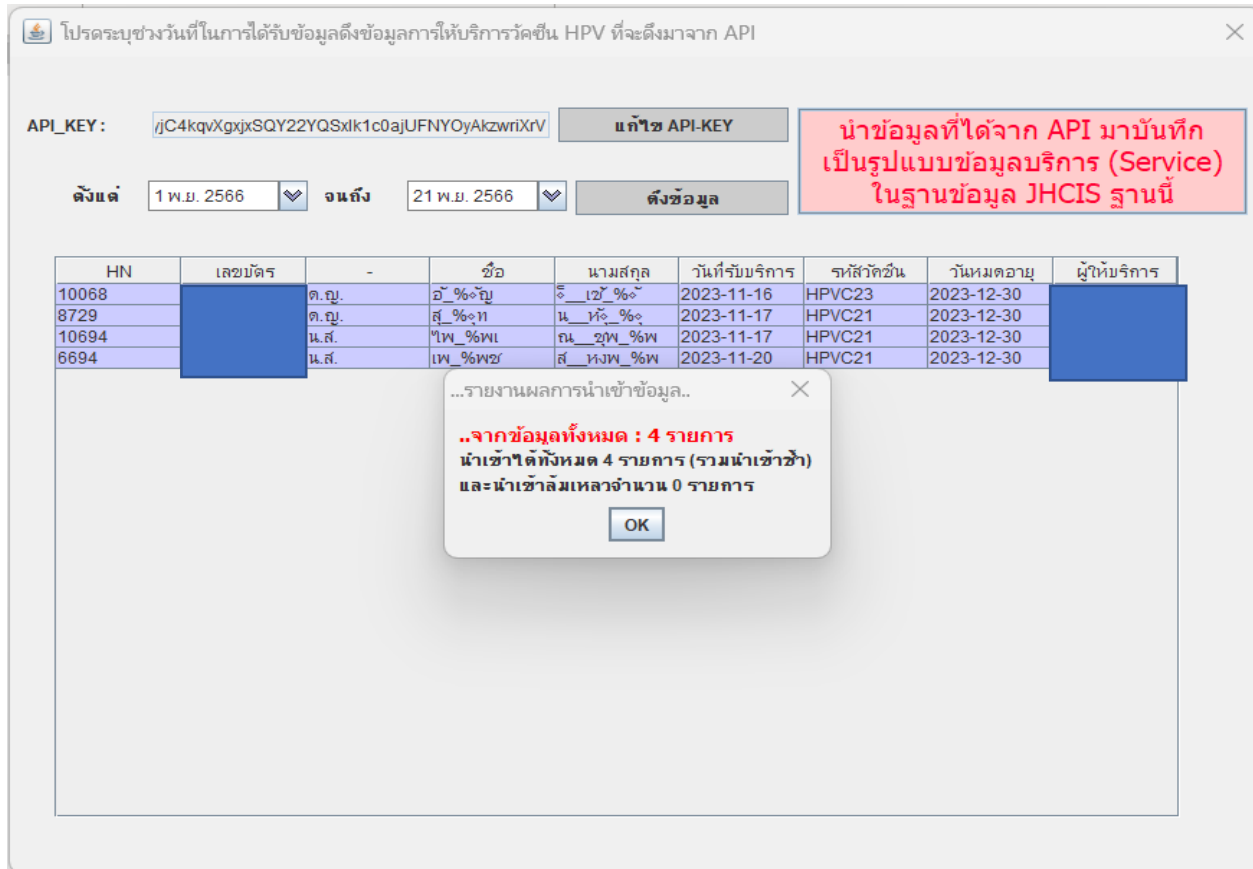 โปรดระบุช่วงวันที่ในการได้รับข้อมูลดึงข้อมูลการให้บริการวัคซีน HPV ที่จะดึงมาจาก API
API_KEY : /jC4kqvXgxjxSQY22YQSxlk1c0ajUFNYOyAkzwriXrV แก้ไข API-KEY
นำข้อมูลที่ได้จาก API มาบันทึก
เป็นรูปแบบข้อมูลบริการ (Service)
ในฐานข้อมูล JHCIS ฐานนี้
ตั้งแต่ 1 พ.ย. 2566 จนถึง 21 พ.ย. 2566 ดึงข้อมูล
HN เลขบัตร - ชื่อ นามสกุล วันที่รับบริการ รหัสวัคซีน วันหมดอายุ ผู้ให้บริการ
10068 ด.ญ. 2023-11-16 HPVC23 2023-12-30
8729 ด.ญ. 2023-11-17 HPVC21 2023-12-30
10694 น.ส. 2023-11-17 HPVC21 2023-12-30
6694 น.ส. 2023-11-20 HPVC21 2023-12-30
...รายงานผลการนำเข้าข้อมูล..
..จากข้อมูลทั้งหมด : 4 รายการ
นำเข้าได้ทั้งหมด 4 รายการ (รวมนำเข้าซ้ำ)
และนำเข้าล้มเหลวจำนวน 0 รายการ
OK